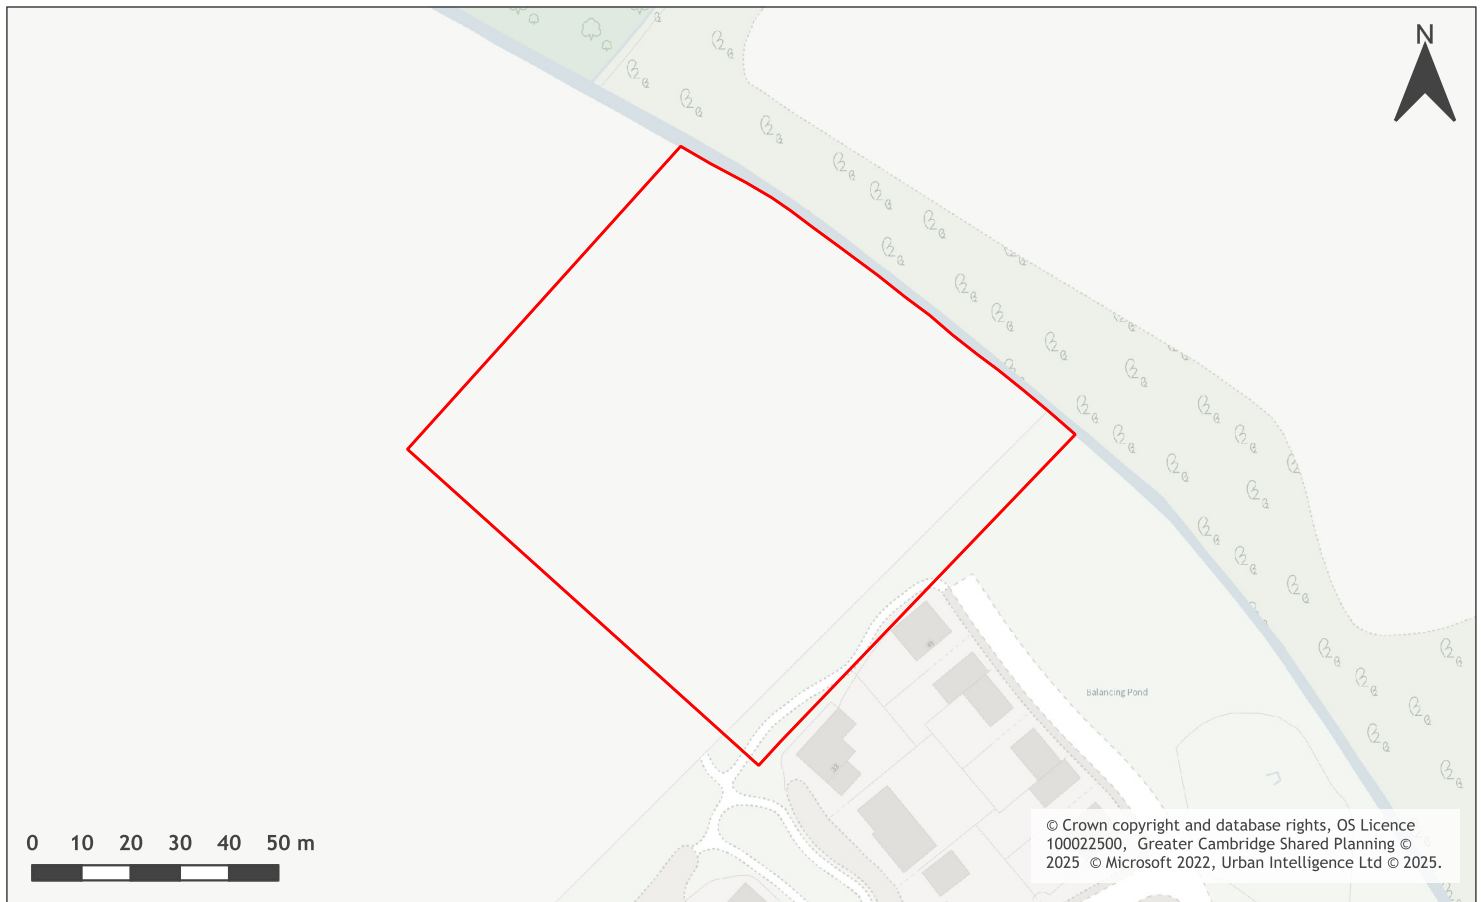 N
Balancing Pond
33
0 10 20 30 40 50 m
© Crown copyright and database rights, OS Licence
100022500, Greater Cambridge Shared Planning ©
2025 © Microsoft 2022, Urban Intelligence Ltd © 2025.